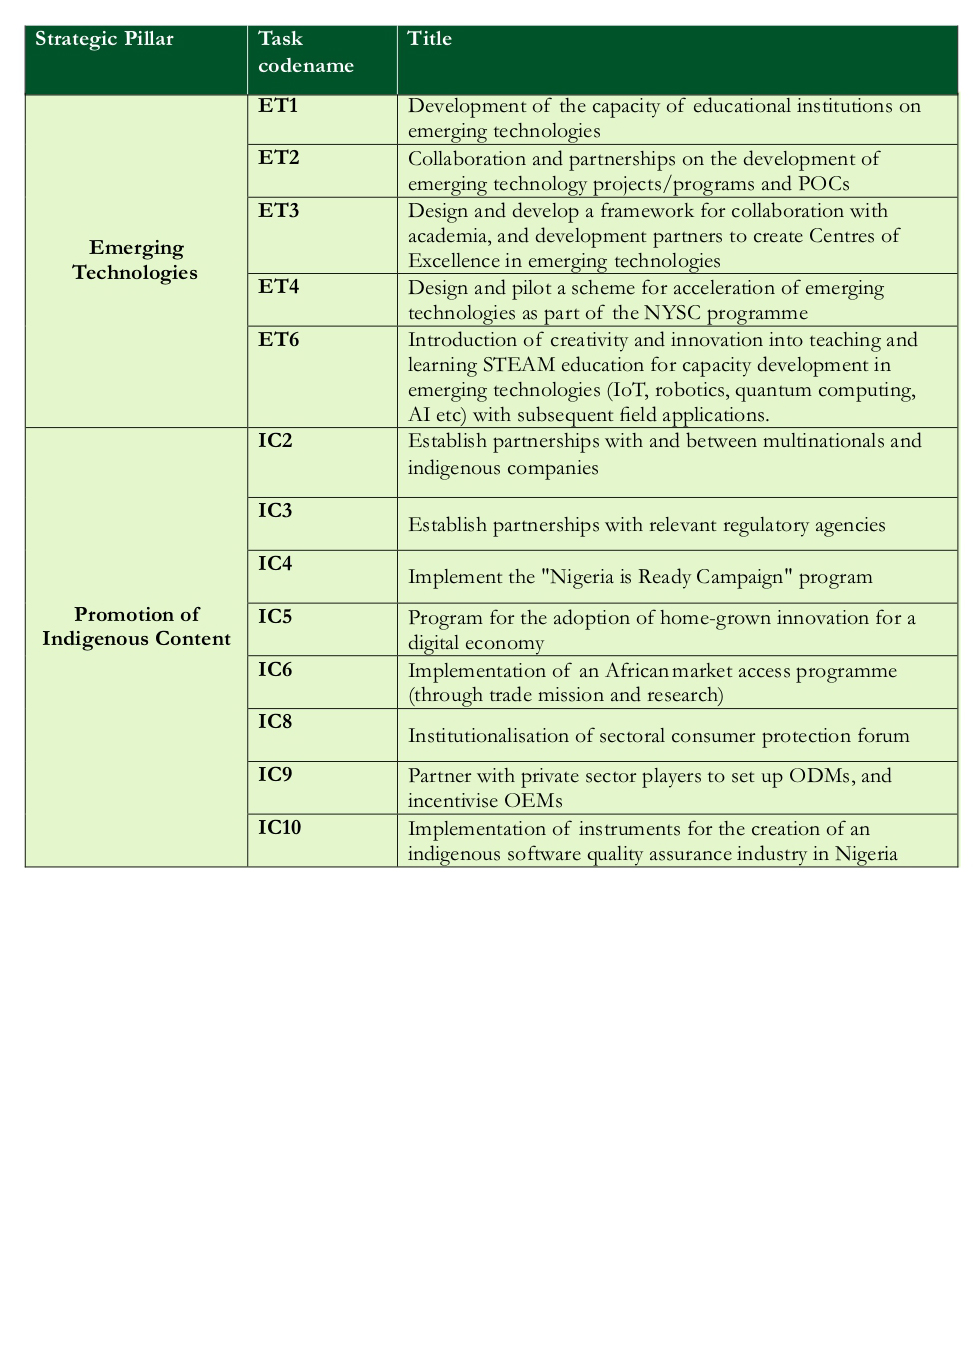 Strategic Pillar
Task
codename
Title
Emerging
Technologies
ET1
Development of the capacity of educational institutions on
emerging technologies
ET2
Collaboration and partnerships on the development of
emerging technology projects/programs and POCs
ET3
Design and develop a framework for collaboration with
academia, and development partners to create Centres of
Excellence in emerging technologies
ET4
Design and pilot a scheme for acceleration of emerging
technologies as part of the NYSC programme
ET6
Introduction of creativity and innovation into teaching and
learning STEAM education for capacity development in
emerging technologies (IoT, robotics, quantum computing,
AI etc) with subsequent field applications.
Promotion of
Indigenous Content
IC2
Establish partnerships with and between multinationals and
indigenous companies
IC3
Establish partnerships with relevant regulatory agencies
IC4
Implement the "Nigeria is Ready Campaign" program
IC5
Program for the adoption of home-grown innovation for a
digital economy
IC6
Implementation of an African market access programme
(through trade mission and research)
IC8
Institutionalisation of sectoral consumer protection forum
IC9
Partner with private sector players to set up ODMs, and
incentivise OEMs
IC10
Implementation of instruments for the creation of an
indigenous software quality assurance industry in Nigeria